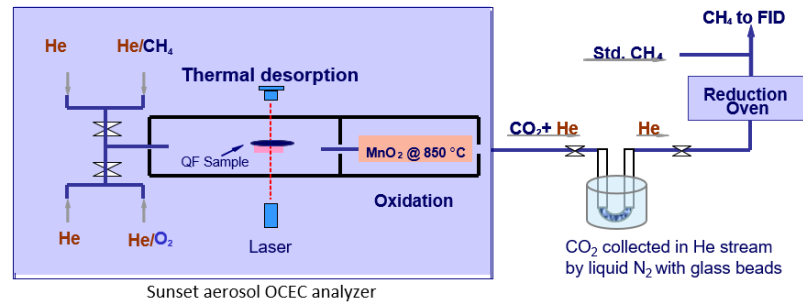 He
He/CH₄
Thermal desorption
QF Sample
MnO₂ @ 850 °C
Oxidation
Laser
He
He/O₂
Sunset aerosol OCEC analyzer
CO₂+ He
He
CH₄ to FID
Std. CH₄
Reduction
Oven
CO₂ collected in He stream
by liquid N₂ with glass beads